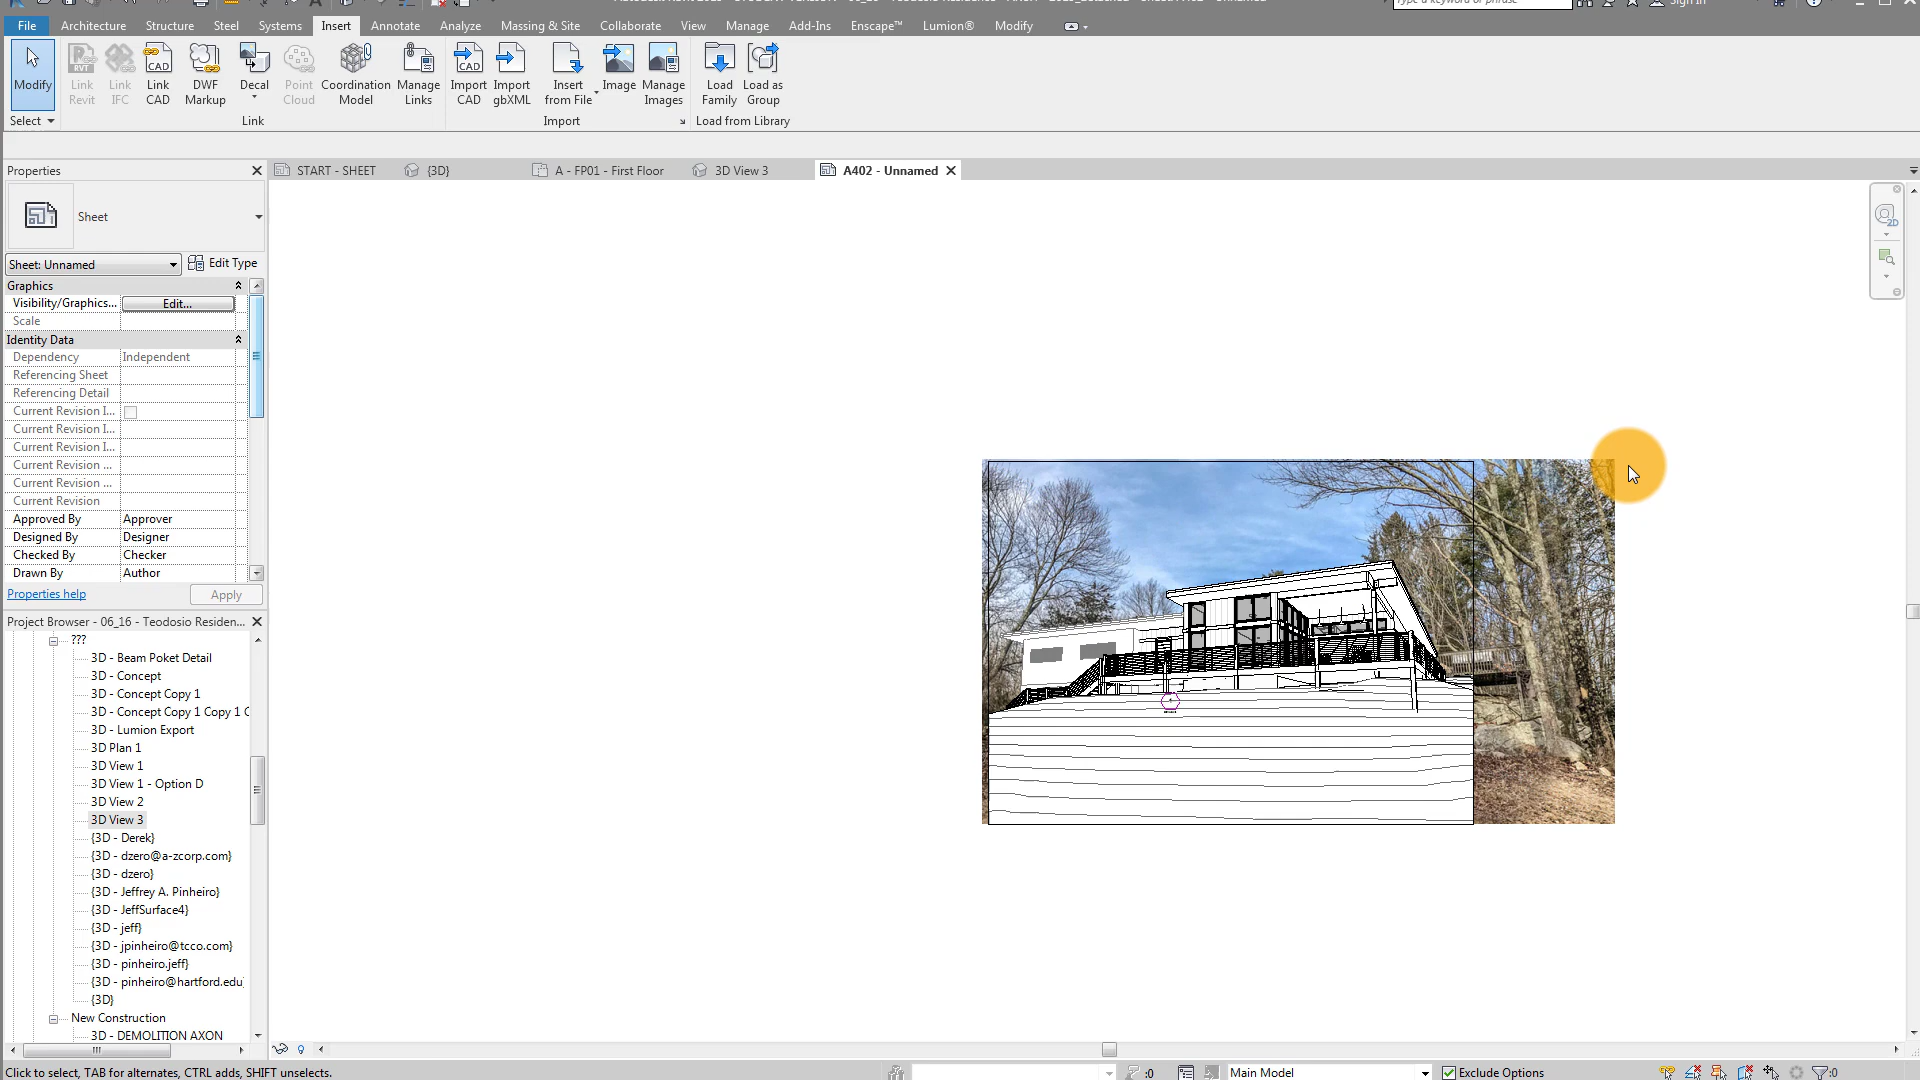 File Architecture Structure Steel Systems Insert Annotate Analyze Massing & Site Collaborate View Manage Add-Ins Enscape™ Lumion® Modify
Modify
Link Revit
Link IFC
Link CAD
DWF Markup
Decal
Point Cloud
Coordination Model
Manage Links
Import CAD
Import gbXML
Insert from File
Image
Manage Images
Load Family
Load as Group
Select
Link
Import
Load from Library
Properties
START - SHEET
{3D}
A - FP01 - First Floor
3D View 3
A402 - Unnamed
Sheet
Sheet: Unnamed
Edit Type
Graphics
Visibility/Graphics... Edit...
Scale
Identity Data
Dependency Independent
Referencing Sheet
Referencing Detail
Current Revision I...
Current Revision I...
Current Revision I...
Current Revision ...
Current Revision ...
Current Revision
Approved By Approver
Designed By Designer
Checked By Checker
Drawn By Author
Properties help
Apply
Project Browser - 06_16 - Teodosio Residen...
???
3D - Beam Poket Detail
3D - Concept
3D - Concept Copy 1
3D - Concept Copy 1 Copy 1 C
3D - Lumion Export
3D Plan 1
3D View 1
3D View 1 - Option D
3D View 2
3D View 3
{3D - Derek}
{3D - dzero@a-zcorp.com}
{3D - dzero}
{3D - Jeffrey A. Pinheiro}
{3D - JeffSurface4}
{3D - jeff}
{3D - jpinheiro@tcco.com}
{3D - pinheiro.jeff}
{3D - pinheiro@hartford.edu
{3D}
New Construction
3D - DEMOLITION AXON
Click to select, TAB for alternates, CTRL adds, SHIFT unselects.
:0
Main Model
Exclude Options
:0